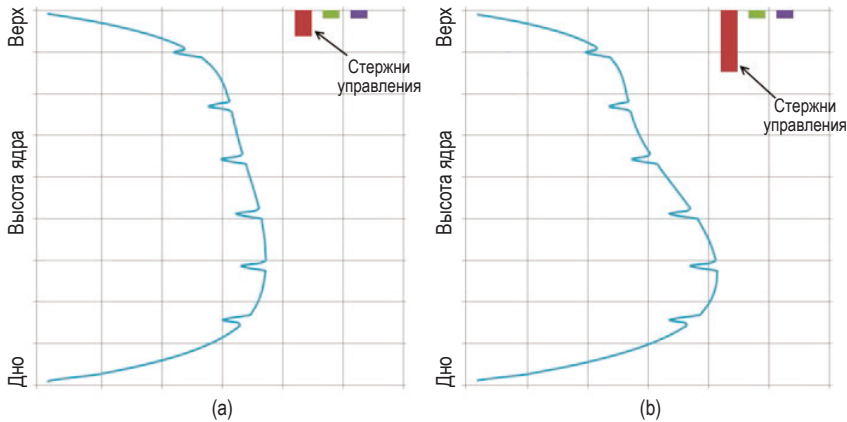 Верх
Высота ядра
Дно
Стержни
управления
(a)
Верх
Высота ядра
Дно
Стержни
управления
(b)